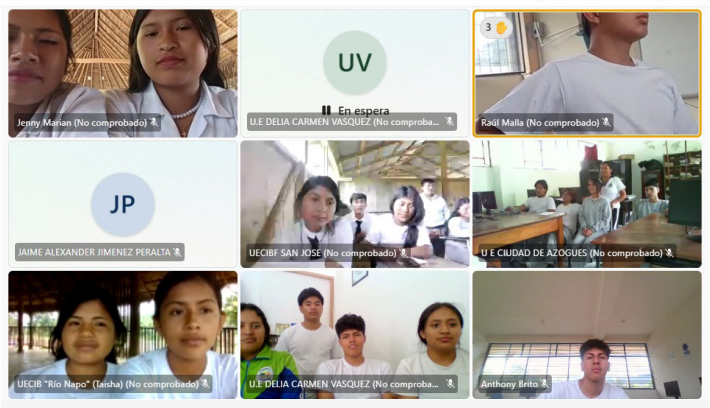 UV
En espera
3
Jenny Marian (No comprobado)
U.E DELIA CARMEN VASQUEZ (No comproba...
Raúl Malla (No comprobado)
JP
JAIME ALEXANDER JIMENEZ PERALTA
UECIBF SAN JOSE (No comprobado)
U E CIUDAD DE AZOGUES (No comprobado)
UECIB "Río Napo" (Taisha) (No comprobado)
U.E DELIA CARMEN VASQUEZ (No comproba...
Anthony Brito